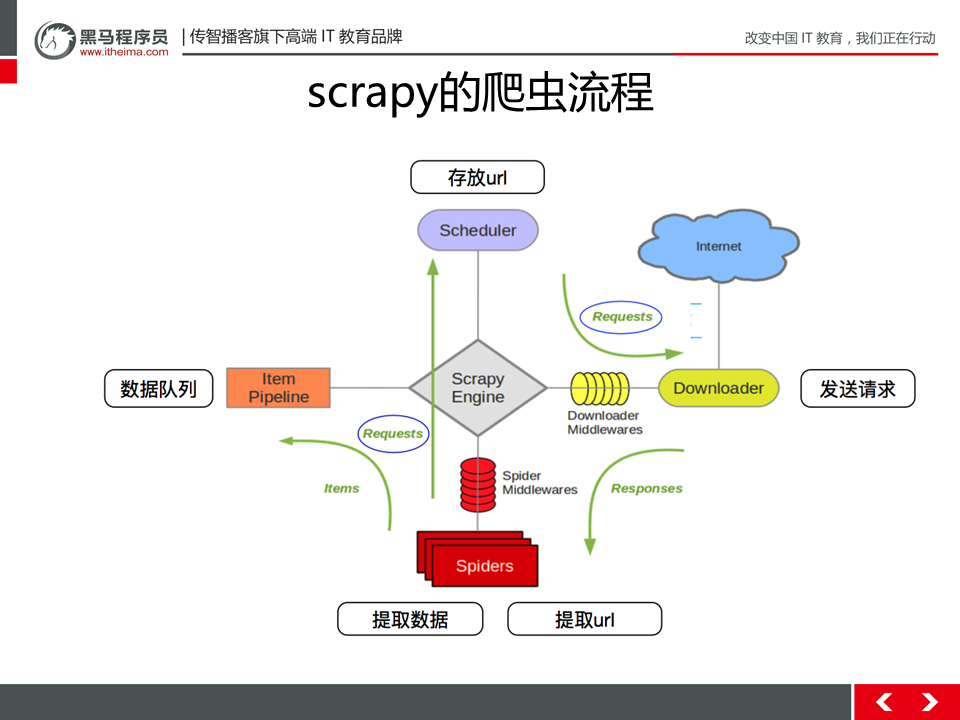 黑马程序员
www.itheima.com
传智播客旗下高端 IT 教育品牌
改变中国 IT 教育，我们正在行动
scrapy的爬虫流程
存放url
Scheduler
Internet
Requests
数据队列
Item
Pipeline
Scrapy
Engine
Downloader
发送请求
Downloader
Middlewares
Requests
Items
Spider
Middlewares
Responses
Spiders
提取数据
提取url